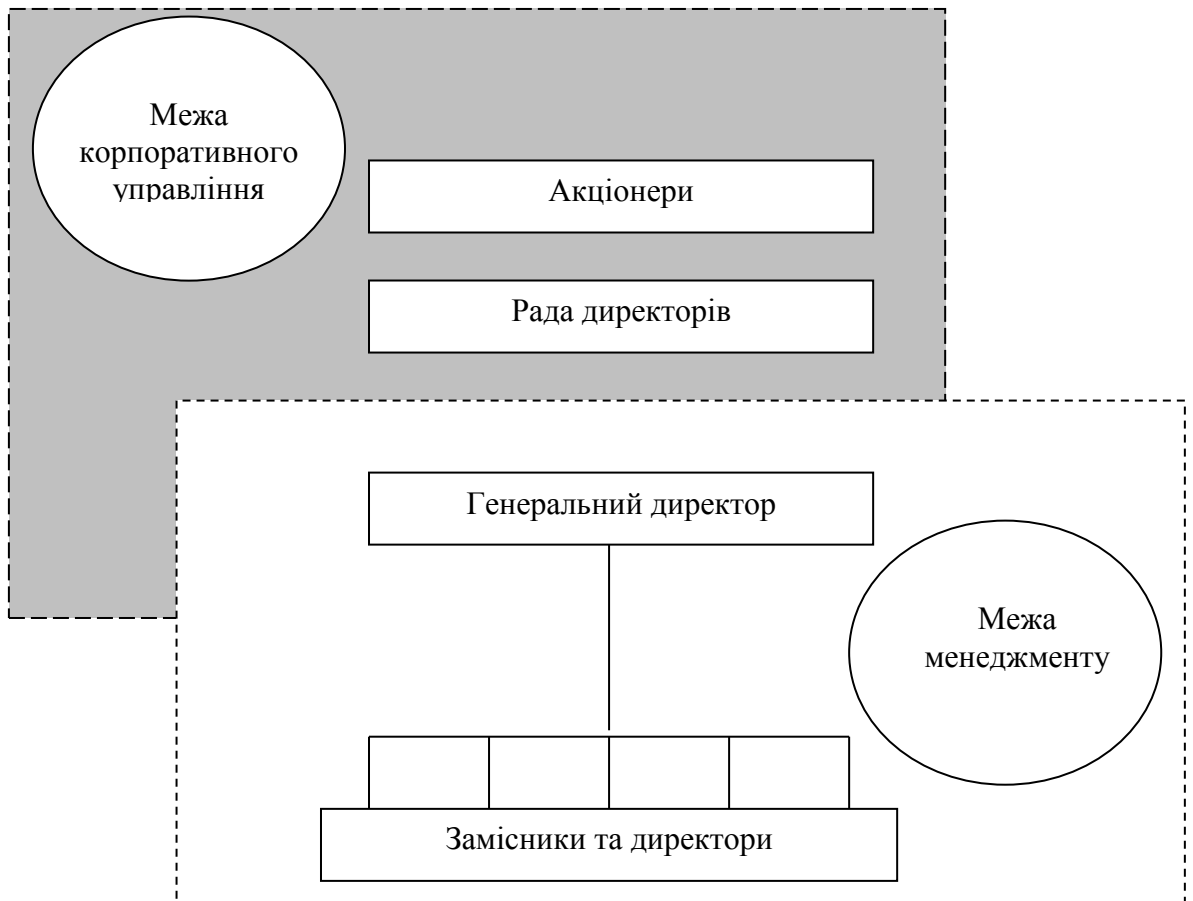 Межа
корпоративного
управління
Акціонери
Рада директорів
Генеральний директор
Межа
менеджменту
Замісники та директори